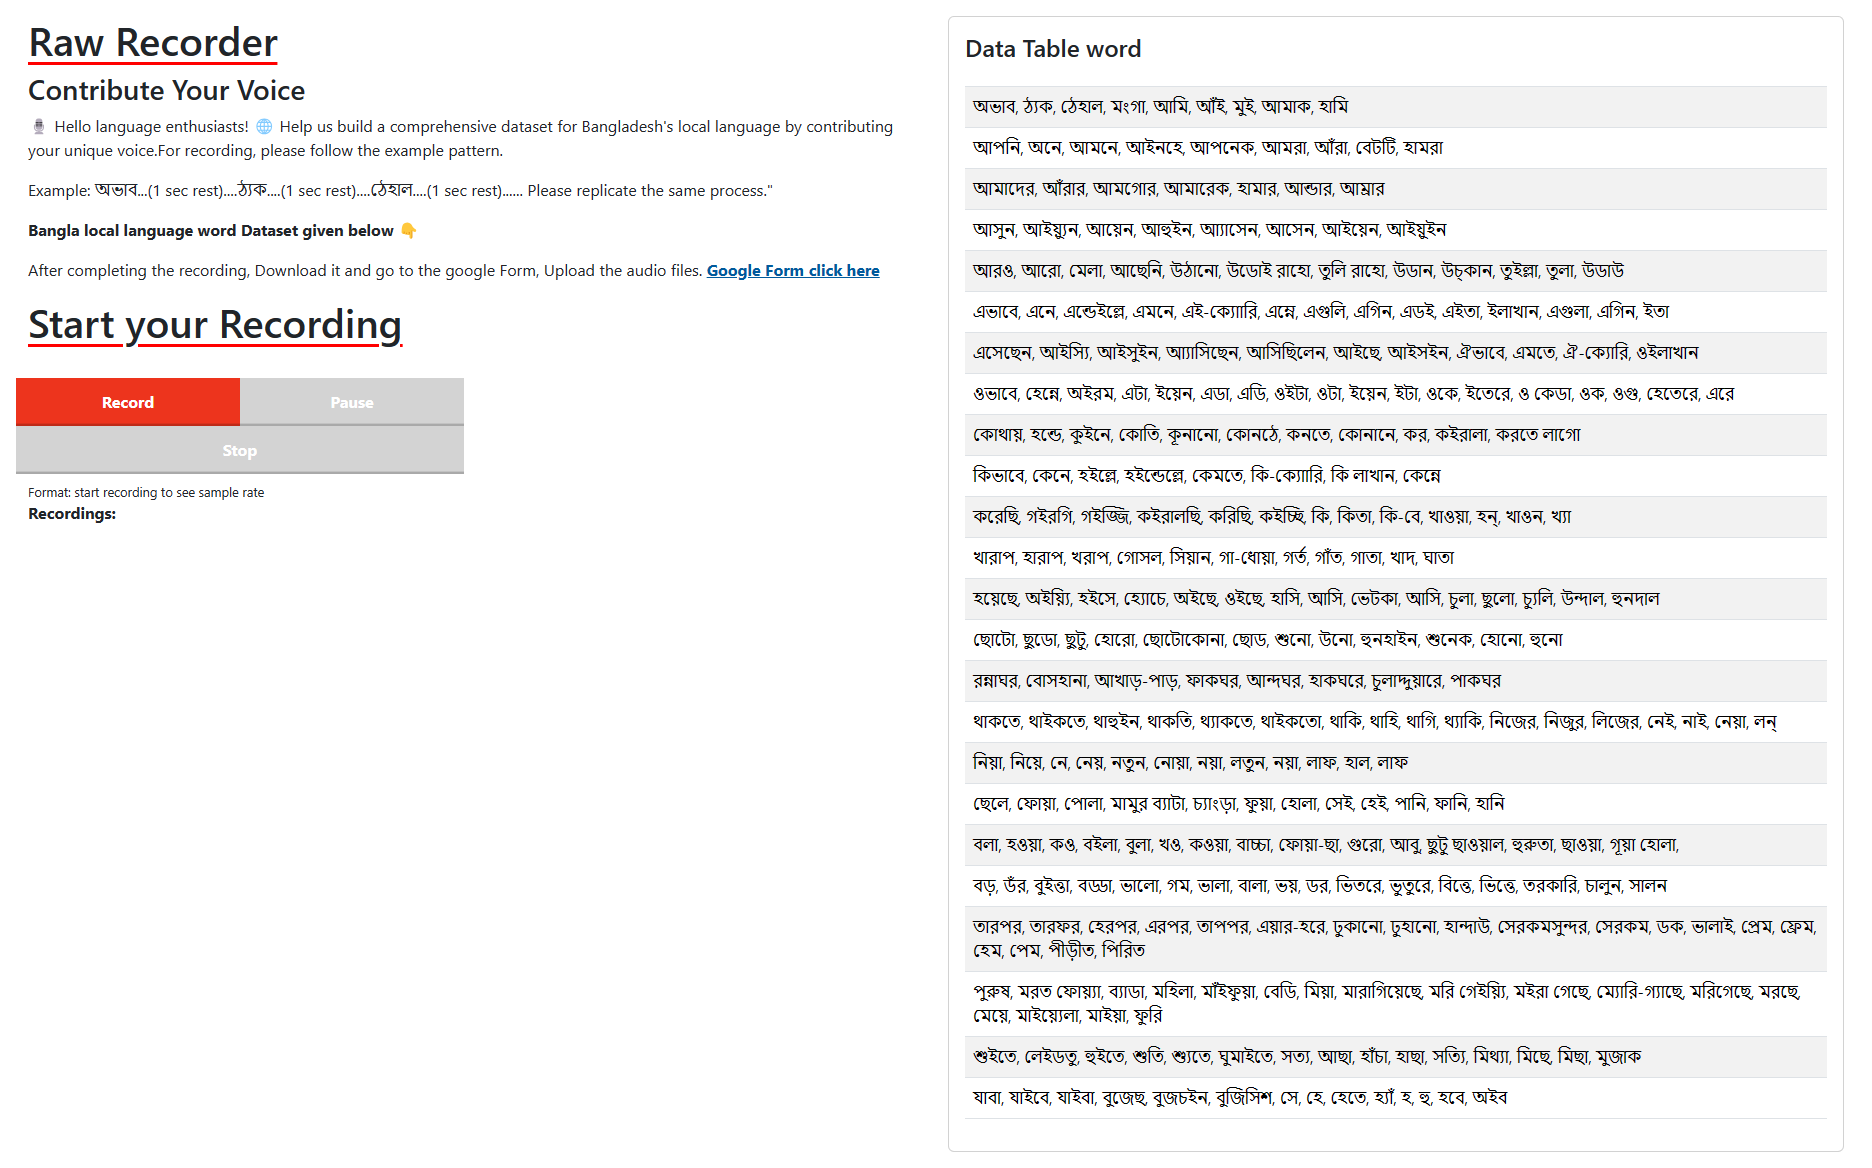 Raw Recorder
Contribute Your Voice
🎙️ Hello language enthusiasts! 🌐 Help us build a comprehensive dataset for Bangladesh's local language by contributing
your unique voice.For recording, please follow the example pattern.
Example: অভাব...(1 sec rest)....ঠ্যক....(1 sec rest)....ঠেহাল....(1 sec rest)...... Please replicate the same process."
Bangla local language word Dataset given below 👇
After completing the recording, Download it and go to the google Form, Upload the audio files. Google Form click here
Start your Recording
Record
Pause
Stop
Format: start recording to see sample rate
Recordings:
Data Table word
অভাব, ঠ্যক, ঠেহাল, মংগা, আমি, আঁই, মুই, আমাক, হামি
আপনি, অনে, আমনে, আইনহে, আপনেক, আমরা, আঁরা, বেটটি, হামরা
আমাদের, আঁরার, আমগোর, আমারেক, হামার, আন্ডার, আম্রার
আসুন, আইয়্যুন, আয়েন, আহুইন, আ্যাসেন, আসেন, আইয়েন, আইয়ুইন
আরও, আরো, মেলা, আছেনি, উঠানো, উডোই রাহো, তুলি রাহো, উডান, উচ্কান, তুইল্লা, তুলা, উডাউ
এভাবে, এনে, এন্ডেইল্লে, এমনে, এই-ক্যোারি, এম্নে, এগুলি, এগিন, এডই, এইতা, ইলাখান, এগুলা, এগিন, ইতা
এসেছেন, আইস্যি, আইসুইন, আ্যাসিছেন, আসিছিলেন, আইছে, আইসইন, ঐভাবে, এমতে, ঐ-ক্যোরি, ওইলাখান
ওভাবে, হেন্নে, অইরম, এটা, ইয়েন, এডা, এডি, ওইটা, ওটা, ইয়েন, ইটা, ওকে, ইতেরে, ও কেডা, ওক, ওগু, হেতেরে, এরে
কোথায়, হন্ডে, কুইনে, কোতি, কূনানো, কোনঠে, কনতে, কোনানে, কর, কইরালা, করতে লাগো
কিভাবে, কেনে, হইল্লে, হইন্ডেল্লে, কেমতে, কি-ক্যোারি, কি লাখান, কেন্নে
করেছি, গইরগি, গইজ্জি, কইরালছি, করিছি, কইচ্ছি, কি, কিতা, কি-বে, খাওয়া, হন্, খাওন, খ্যা
খারাপ, হারাপ, খরাপ, গোসল, সিয়ান, গা-ধোয়া, গর্ত, গাঁত, গাতা, খাদ, ঘাতা
হয়েছে, অইয়্যি, হইসে, হ্যোচে, অইছে, ওইছে, হাসি, আসি, ভেটকা, আসি, চুলা, ছুলো, চ্যুলি, উন্দাল, হুনদাল
ছোটো, ছুডো, ছুটু, হোরো, ছোটোকোনা, ছোড, শুনো, উনো, হুনহাইন, শুনেক, হোনো, হুনো
রন্নাঘর, বোসহানা, আখাড়-পাড়, ফাকঘর, আন্দঘর, হাকঘরে, চুলাদ্দুয়ারে, পাকঘর
থাকতে, থাইকতে, থাহুইন, থাকতি, থ্যাকতে, থাইকতো, থাকি, থাহি, থাগি, থ্যাকি, নিজের, নিজুর, লিজের, নেই, নাই, নেয়া, লন্
নিয়া, নিয়ে, নে, নেয়, নতুন, নোয়া, নয়া, লতুন, নয়া, লাফ, হাল, লাফ
ছেলে, ফোয়া, পোলা, মামুর ব্যাটা, চ্যাংড়া, ফুয়া, হোলা, সেই, হেই, পানি, ফানি, হানি
বলা, হওয়া, কও, বইলা, বুলা, খও, কওয়া, বাচ্চা, ফোয়া-ছা, গুরো, আবু, ছুটু ছাওয়াল, হুরুতা, ছাওয়া, গূয়া হোলা,
বড়, ডঁর, বুইত্তা, বড্ডা, ভালো, গম, ভালা, বালা, ভয়, ডর, ভিতরে, ভুতুরে, বিত্তে, ভিত্তে, তরকারি, চালুন, সালন
তারপর, তারফর, হেরপর, এরপর, তাপপর, এয়ার-হরে, ঢুকানো, ঢুহানো, হান্দাউ, সেরকমসুন্দর, সেরকম, ডক, ভালাই, প্রেম, ফ্রেম,
হেম, পেম, পীড়ীত, পিরিত
পুরুষ, মরত ফোয়্যা, ব্যাডা, মহিলা, মাঁইফুয়া, বেডি, মিয়া, মারাগিয়েছে, মরি গেইয়্যি, মইরা গেছে, ম্যোরি-গ্যাছে, মরিগেছে, মরছে,
মেয়ে, মাইয়্যেলা, মাইয়া, ফুরি
শুইতে, লেইডতু, হুইতে, শুতি, শ্যুতে, ঘুমাইতে, সত্য, আছা, হাঁচা, হাছা, সত্যি, মিথ্যা, মিছে, মিছা, মুজাক
যাবা, যাইবে, যাইবা, বুজেছ, বুজচইন, বুজিসিশ, সে, হে, হেতে, হ্যাঁ, হ, হু, হবে, অইব